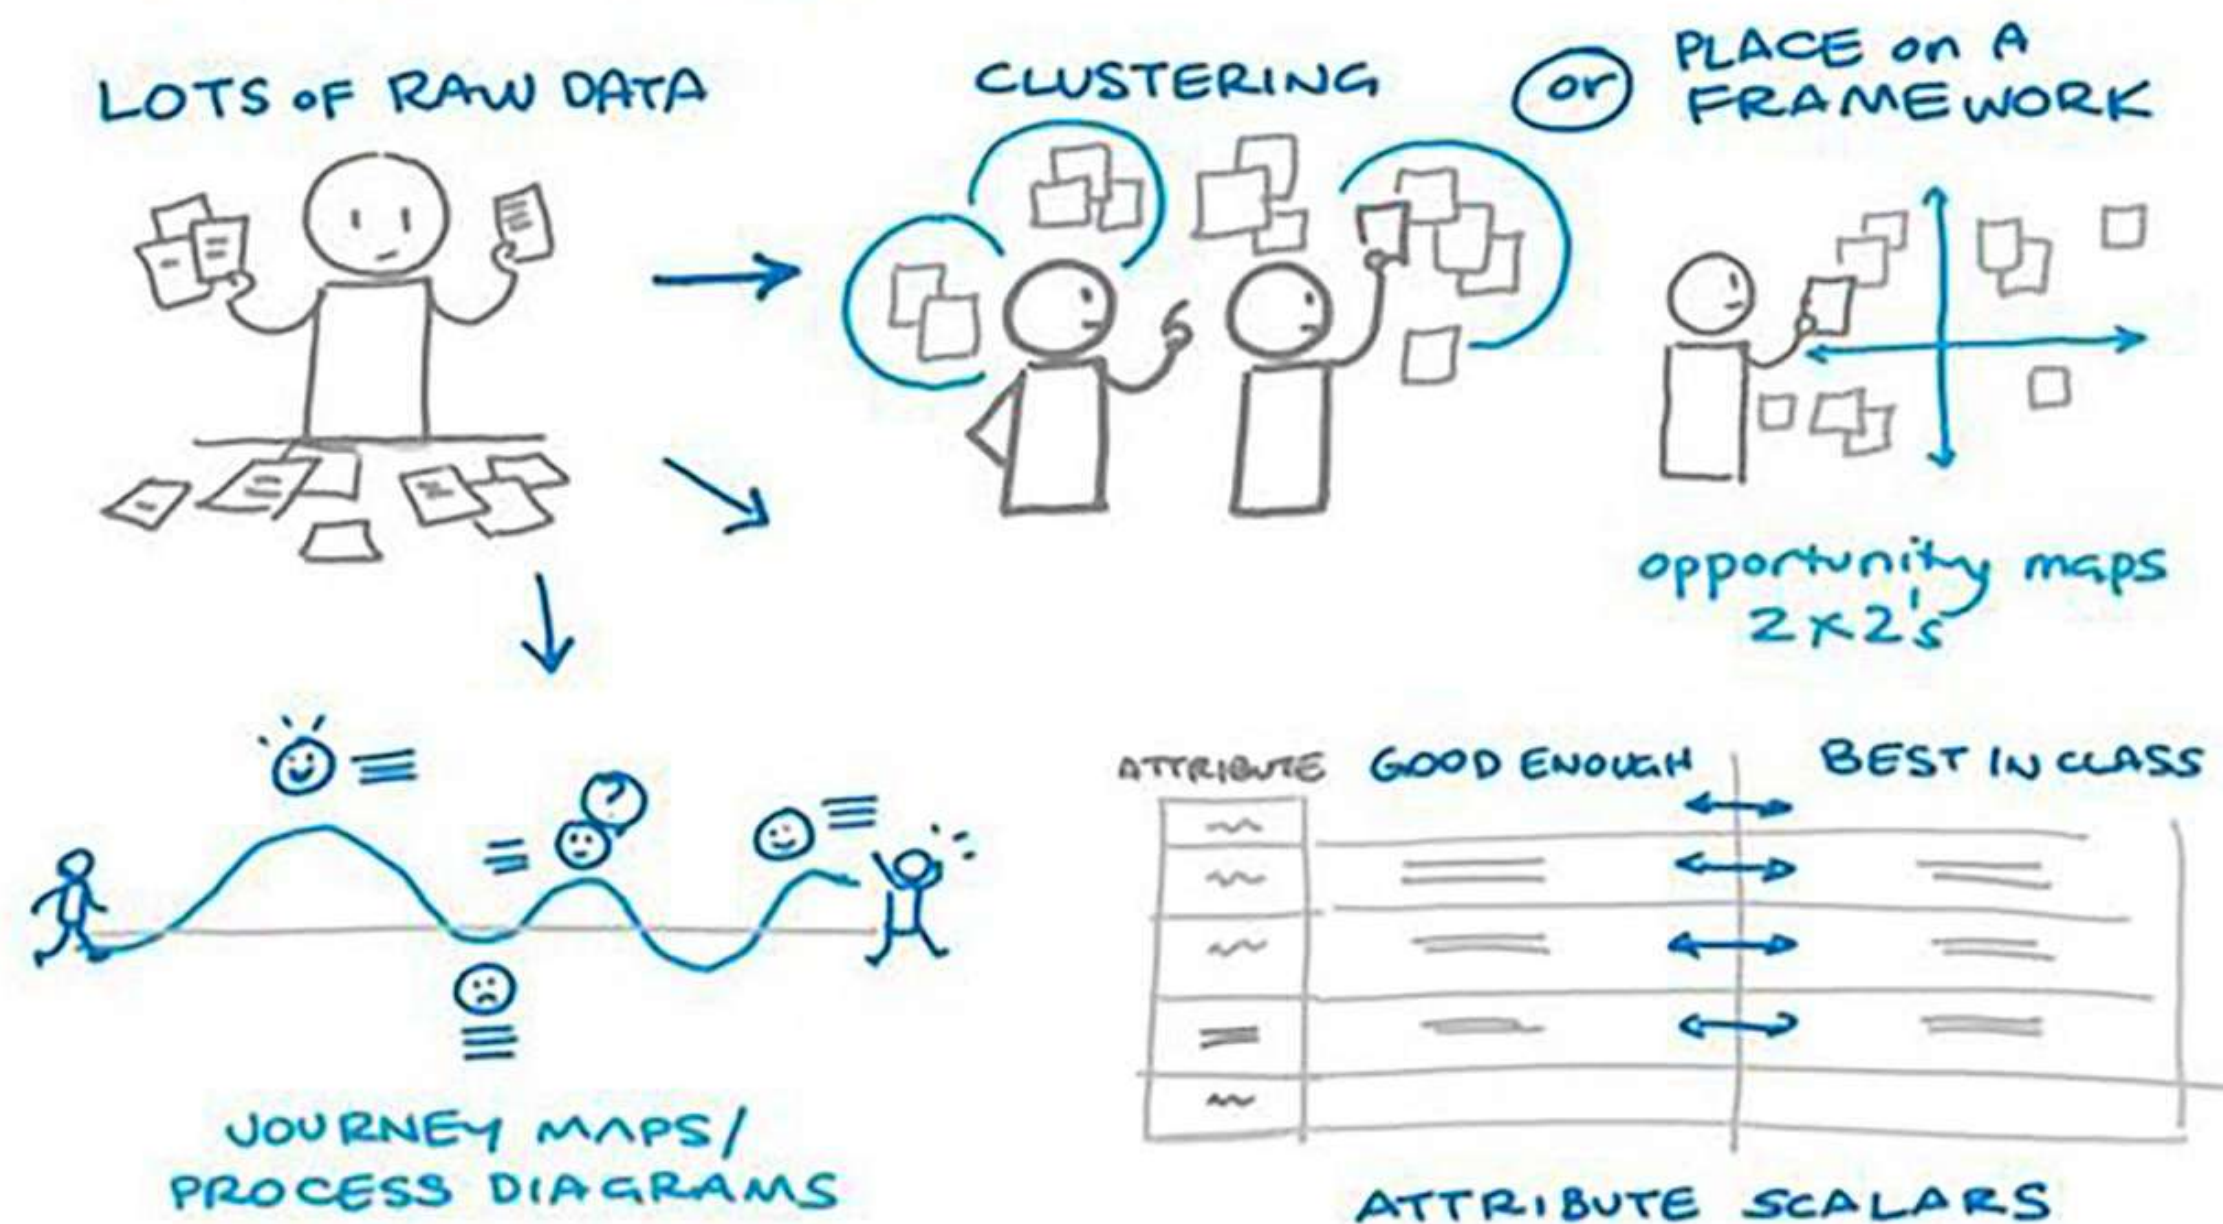 LOTS OF RAW DATA
CLUSTERING
or
PLACE on A
FRAMEWORK
opportunity maps
2x2's
?
JOURNEY MAPS/
PROCESS DIAGRAMS
ATTRIBUTE GOOD ENOUGH BEST IN CLASS
ATTRIBUTE SCALARS